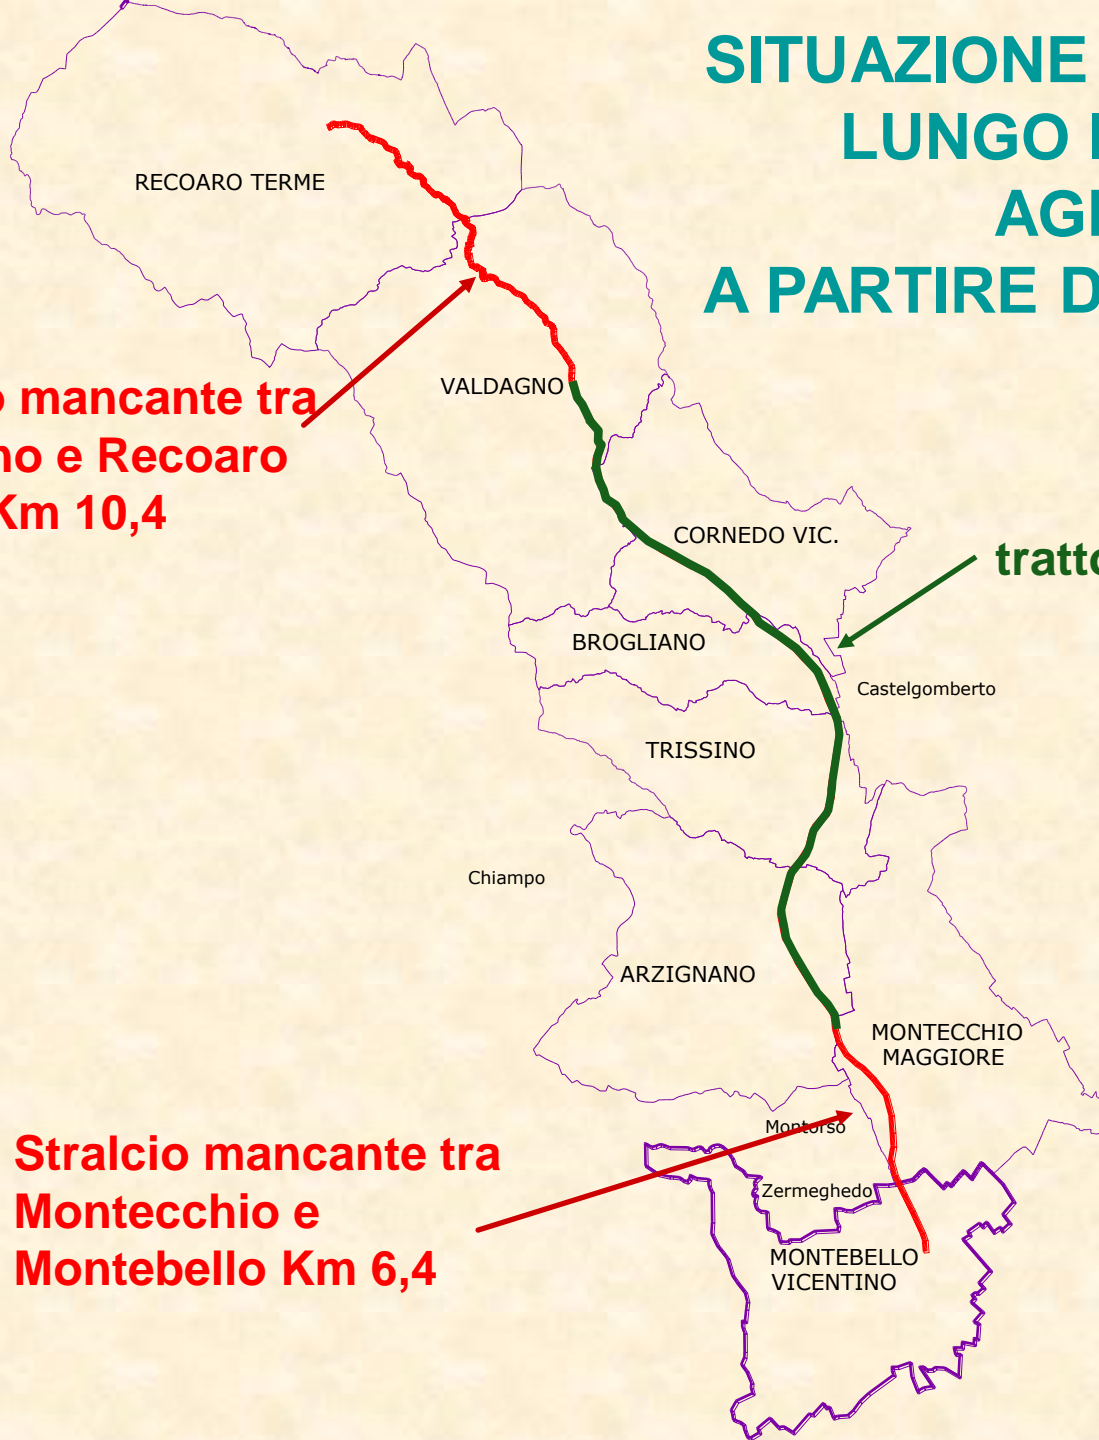 SITUAZIONE
LUNGO
AG
A PARTIRE D
RECOARO TERME
VALDAGNO
mancante tra
no e Recoaro
Km 10,4
CORNEDO VIC.
tratto
BROGLIANO
Castelgomberto
TRISSINO
Chiampo
ARZIGNANO
MONTECCHIO
MAGGIORE
Montorso
Stralcio mancante tra
Montecchio e
Montebello Km 6,4
Zermeghedo
MONTEBELLO
VICENTINO